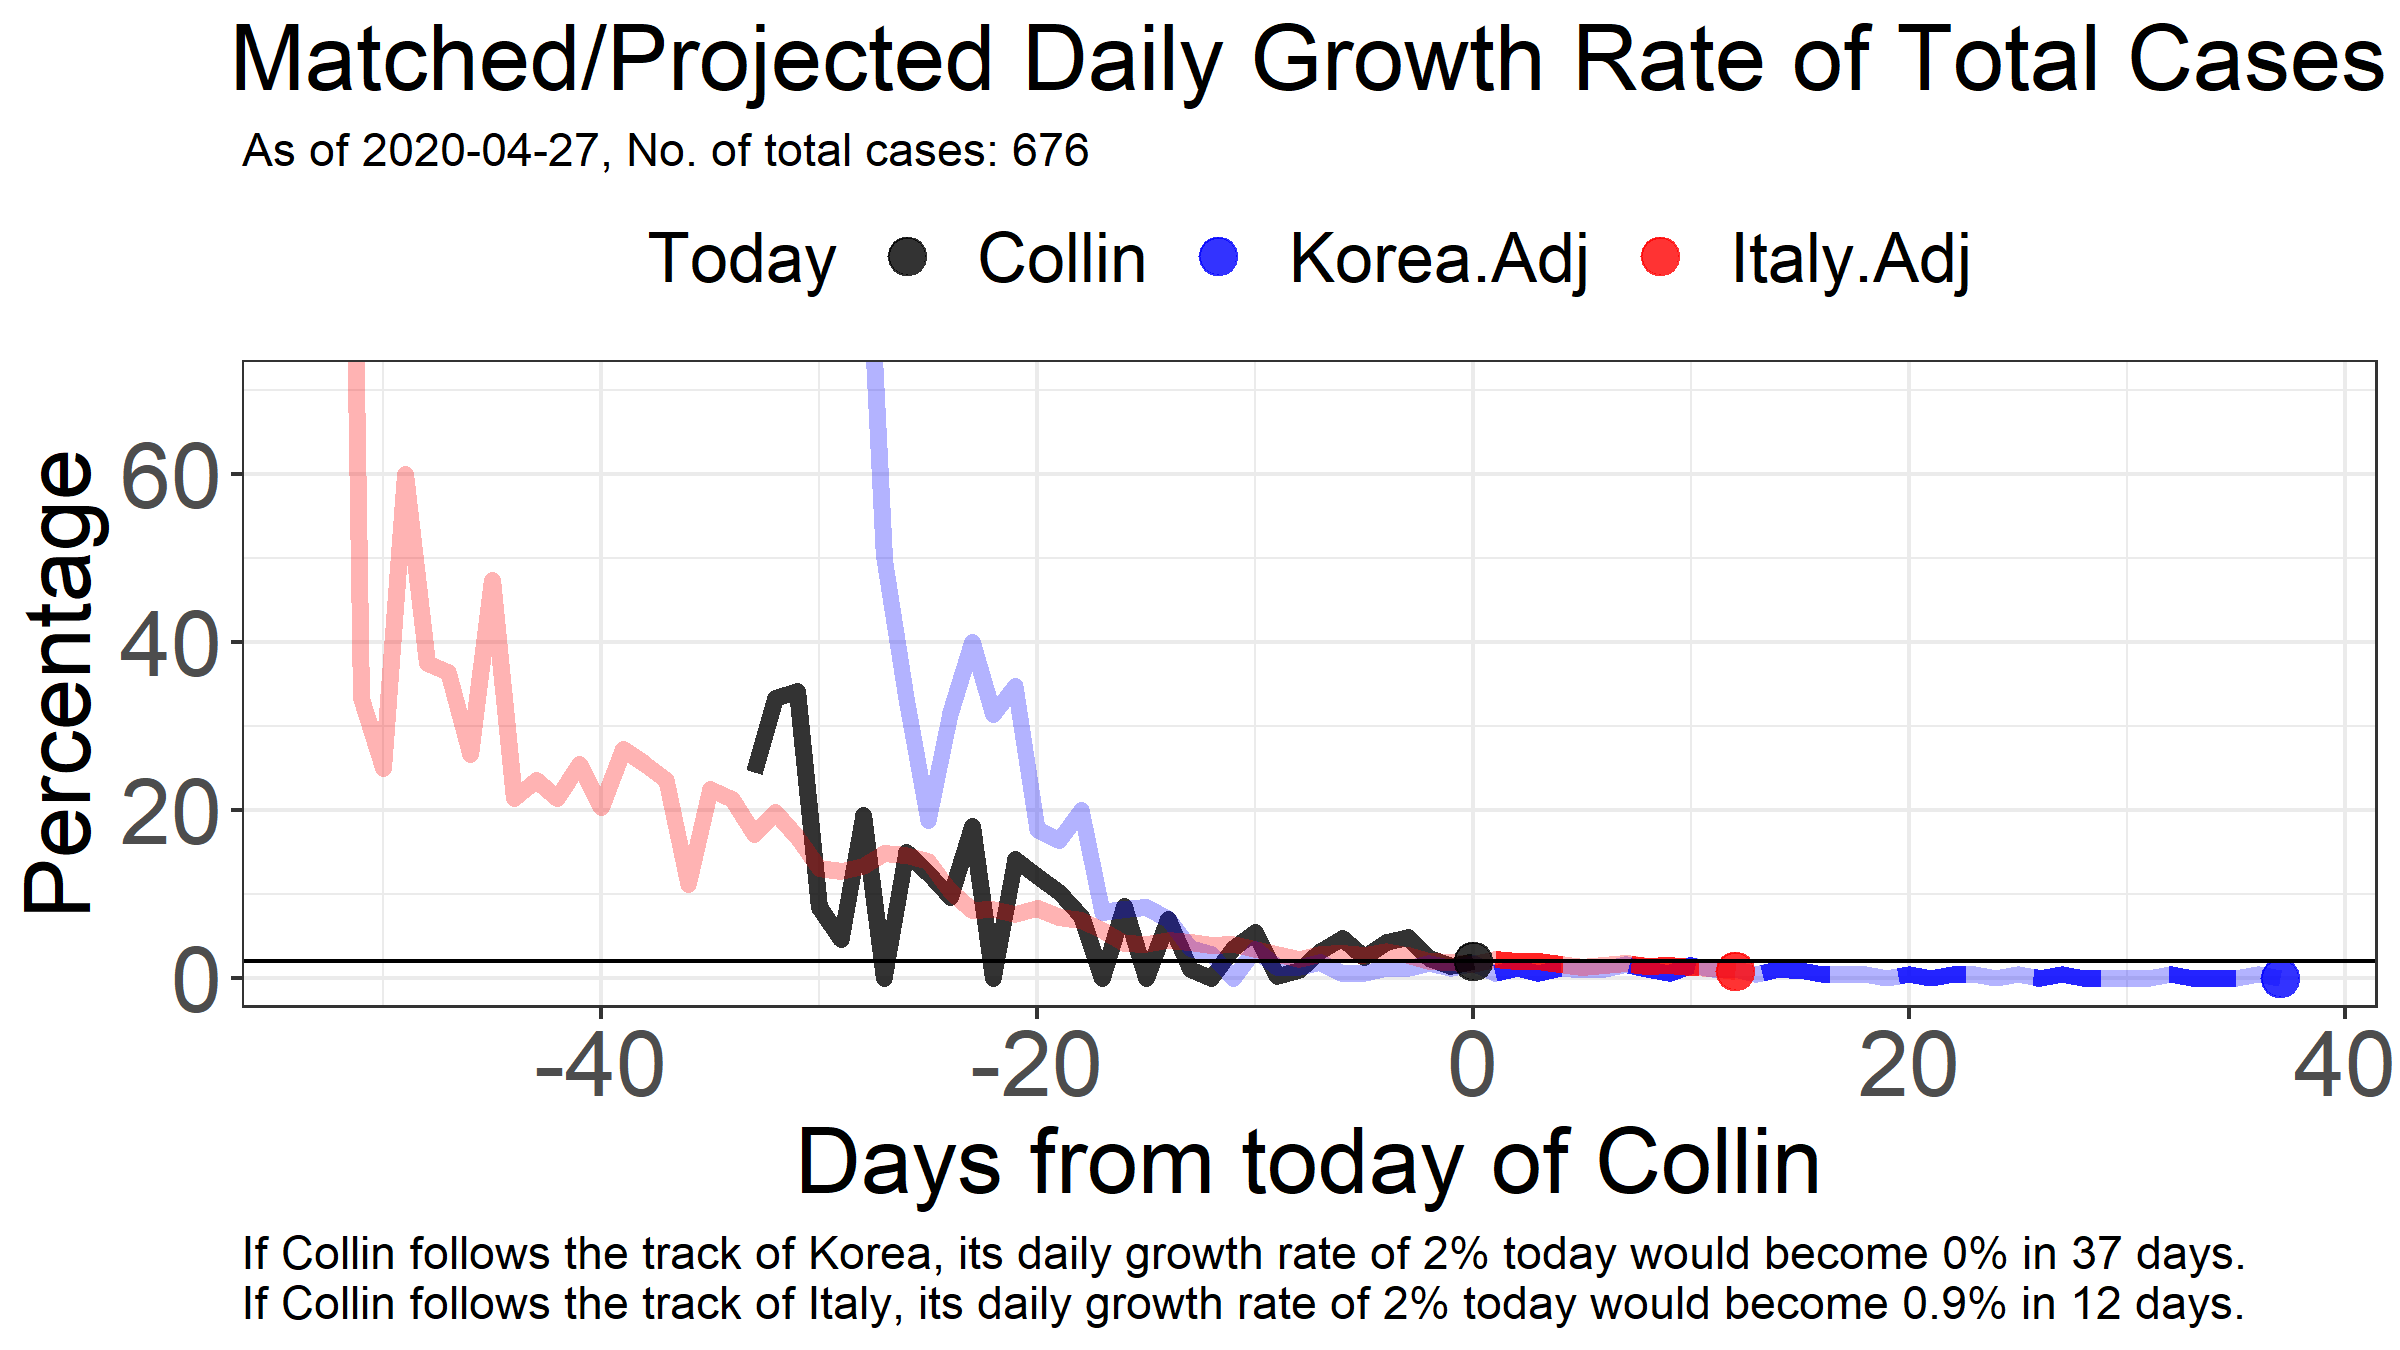 Matched/Projected Daily Growth Rate of Total Cases
As of 2020-04-27, No. of total cases: 676
Today Collin Korea.Adj Italy.Adj
Percentage
60
40
20
0
-40 -20 0 20 40
Days from today of Collin
If Collin follows the track of Korea, its daily growth rate of 2% today would become 0% in 37 days.
If Collin follows the track of Italy, its daily growth rate of 2% today would become 0.9% in 12 days.